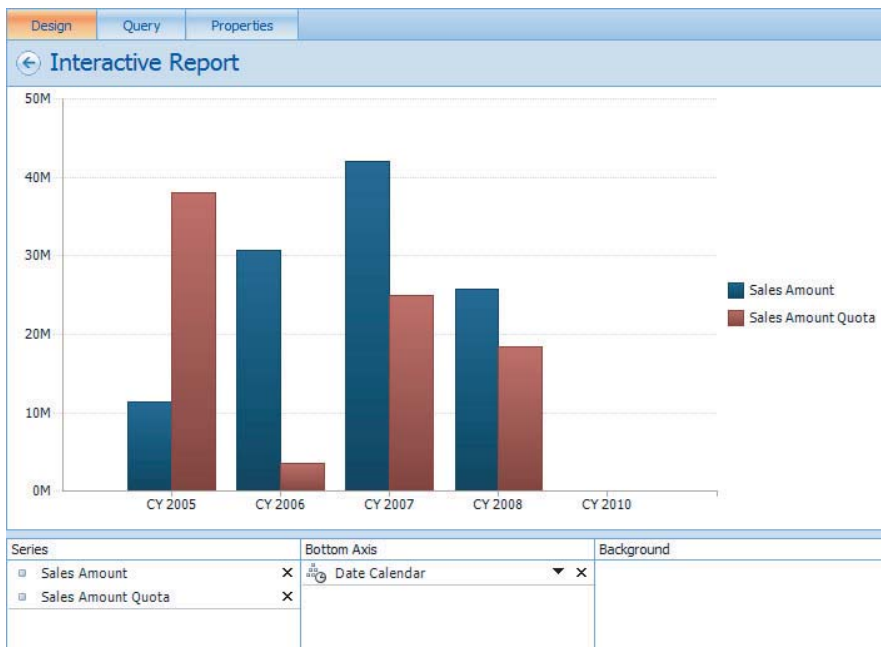 Design Query Properties
Interactive Report
50M
40M
30M
20M
10M
0M
CY 2005 CY 2006 CY 2007 CY 2008 CY 2010
Sales Amount
Sales Amount Quota
Series Bottom Axis Background
Sales Amount Date Calendar
Sales Amount Quota